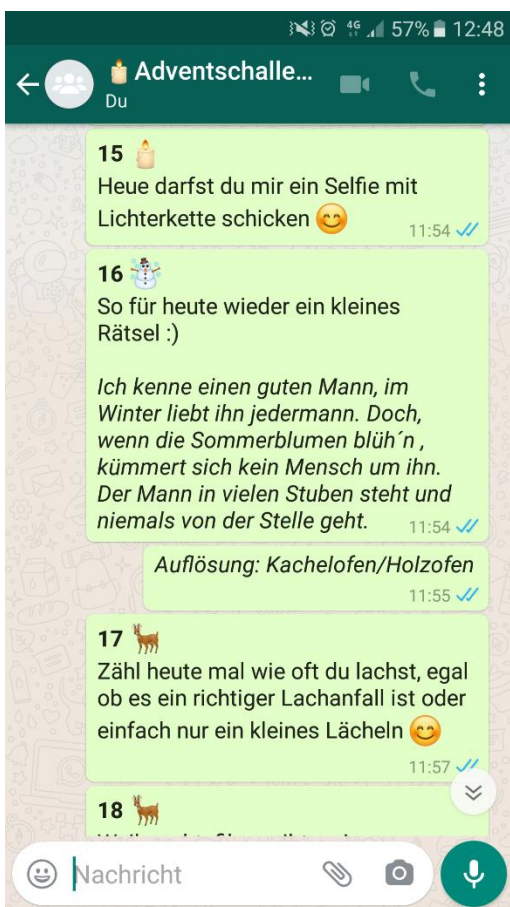 57% 12:48
Adventschalle...
Du
15
Heue darfst du mir ein Selfie mit
Lichterkette schicken
11:54
16
So für heute wieder ein kleines
Rätsel :)
Ich kenne einen guten Mann, im
Winter liebt ihn jedermann. Doch,
wenn die Sommerblumen blüh´n ,
kümmert sich kein Mensch um ihn.
Der Mann in vielen Stuben steht und
niemals von der Stelle geht.
11:54
Auflösung: Kachelofen/Holzofen
11:55
17
Zähl heute mal wie oft du lachst, egal
ob es ein richtiger Lachanfall ist oder
einfach nur ein kleines Lächeln
11:57
18
Nachricht